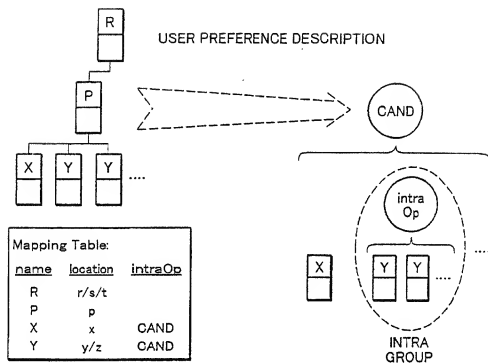 R
USER PREFERENCE DESCRIPTION
P
CAND
X Y Y ....
intra
Op
....
X Y Y ....
INTRA
GROUP
Mapping Table:
name location intraOp
R r/s/t
P p
X x CAND
Y y/z CAND